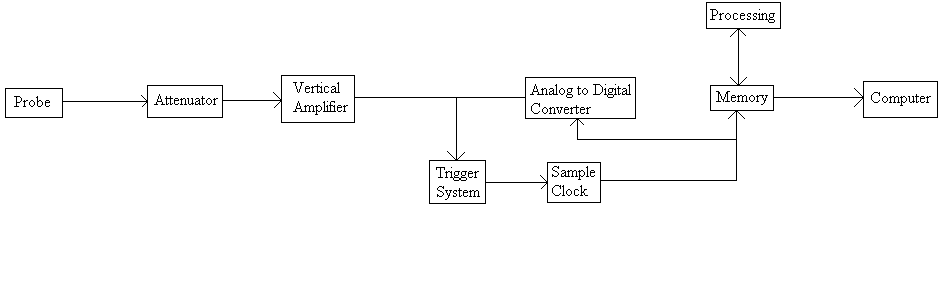 Processing
Probe
Attenuator
Vertical
Amplifier
Analog to Digital
Converter
Memory
Computer
Trigger
System
Sample
Clock